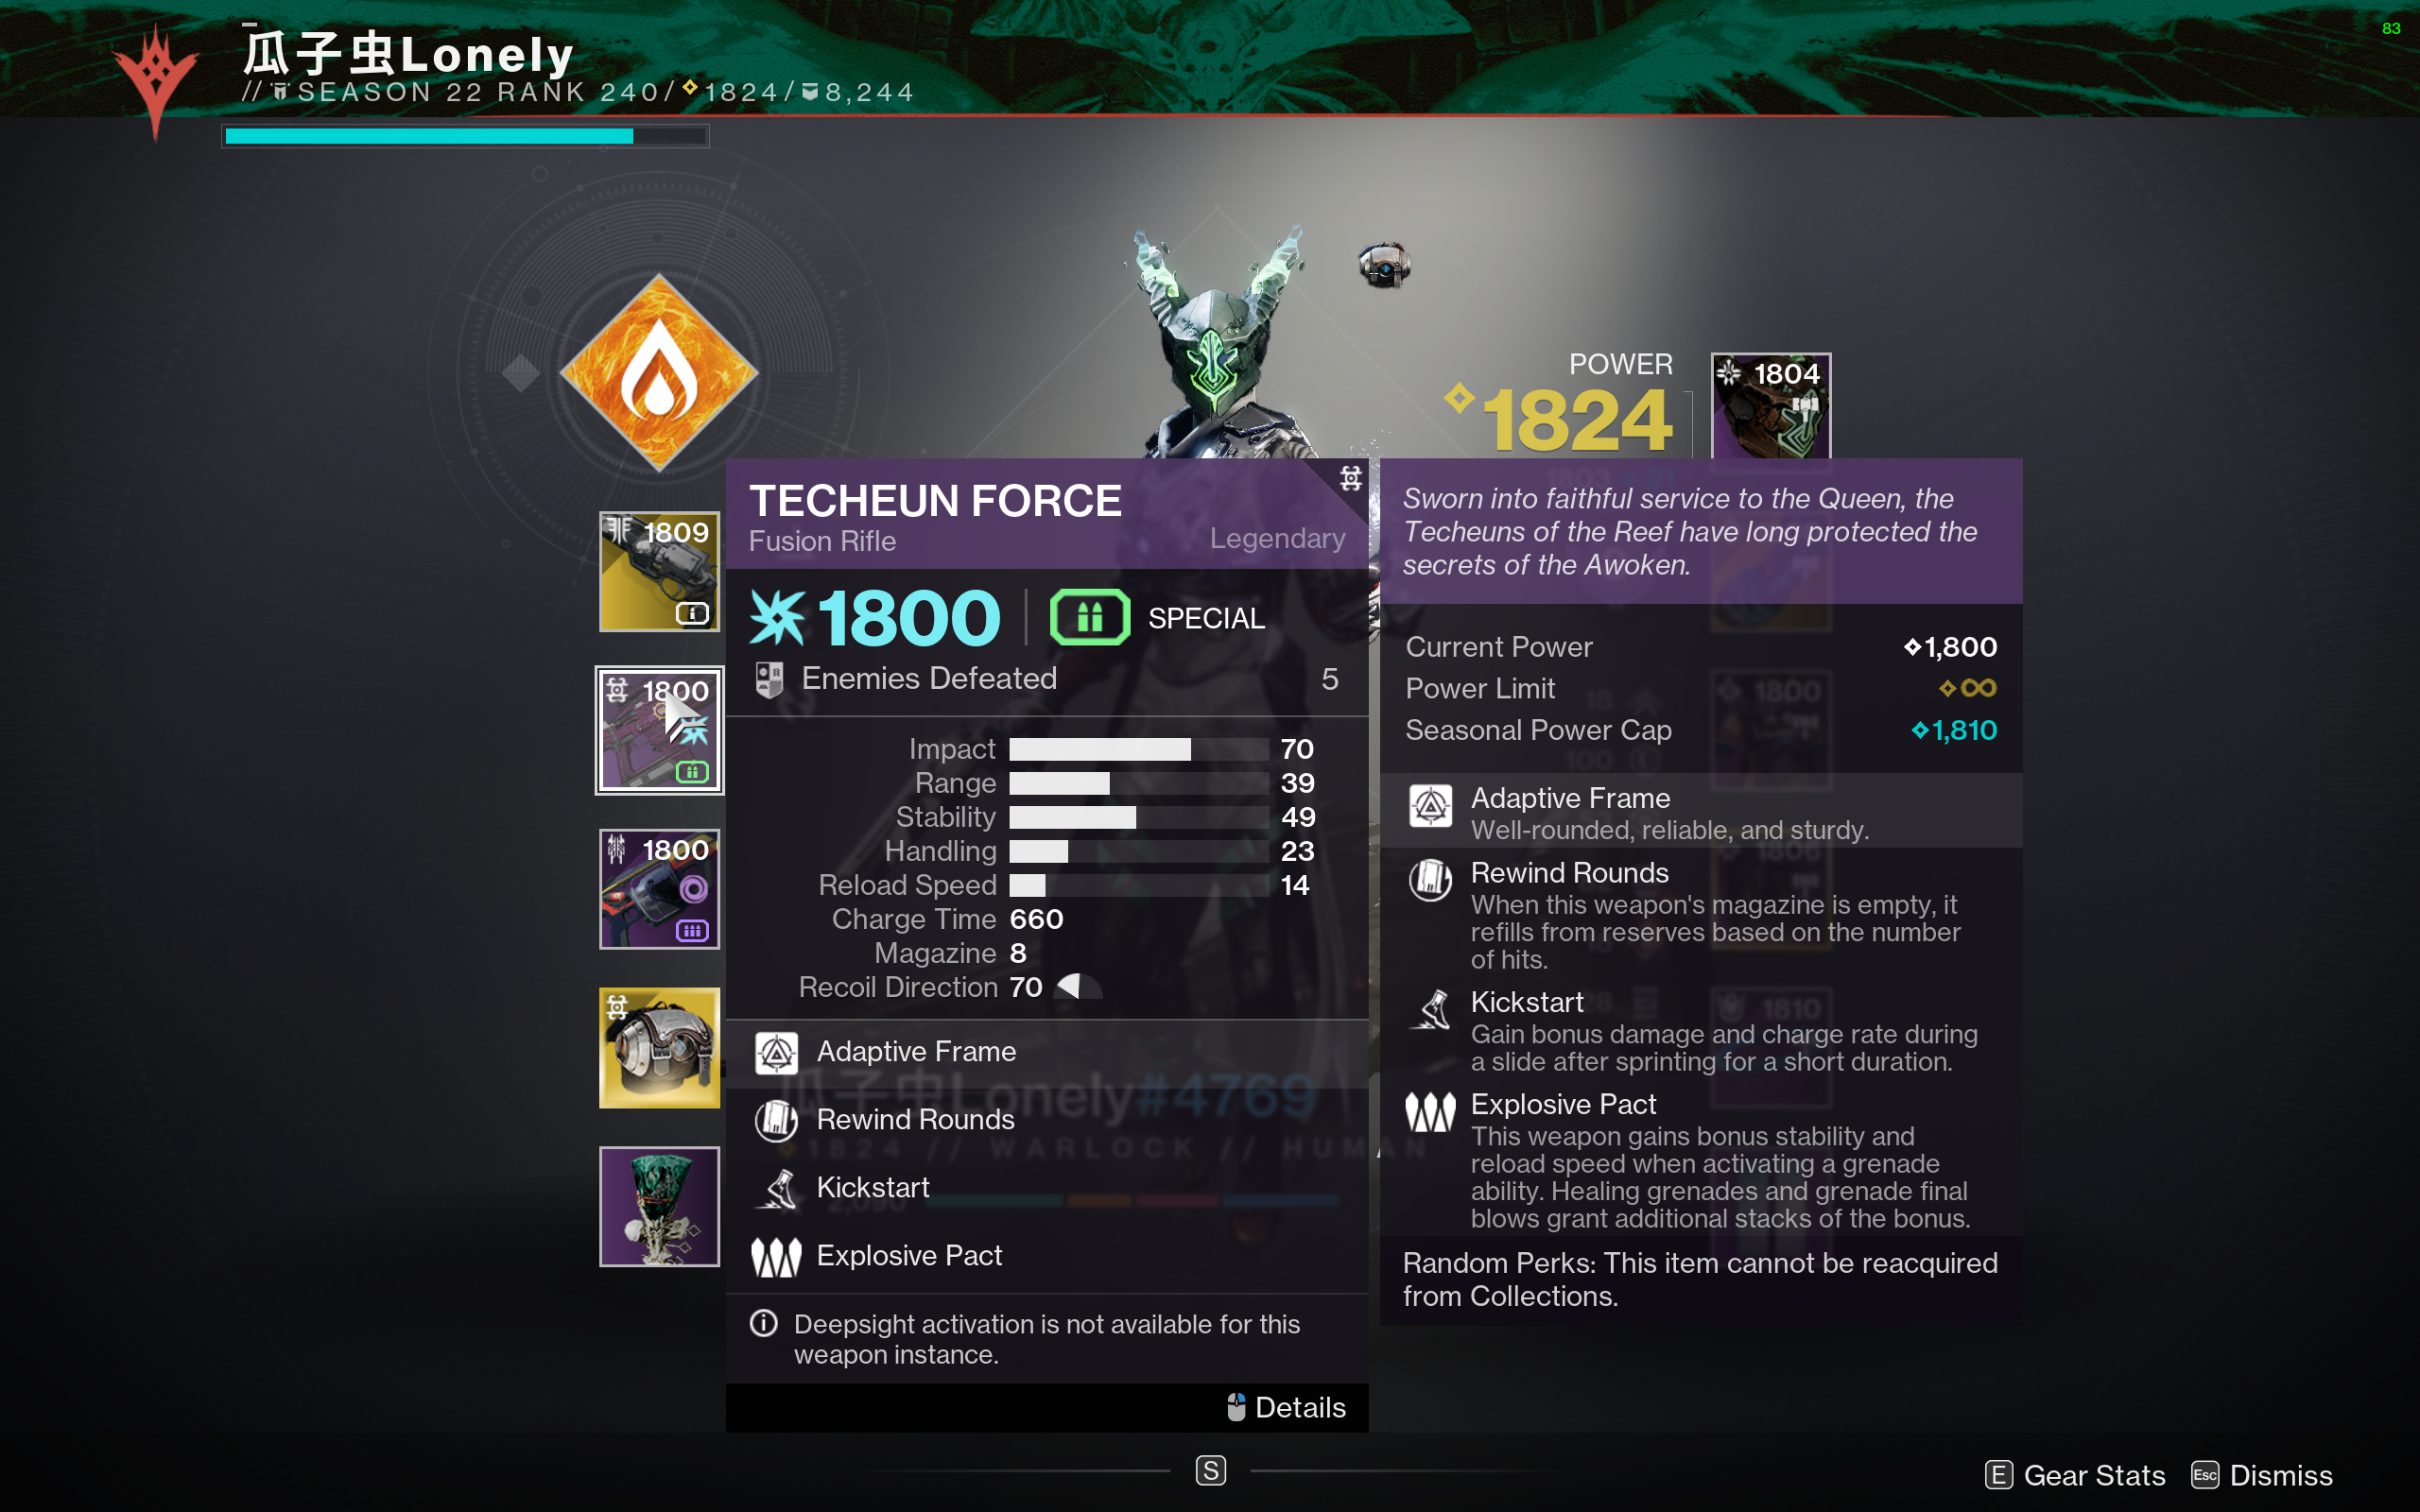 83
瓜子虫Lonely
// SEASON 22 RANK 240/1824/8,244
POWER
1824
1804
1809
1800
1800
TECHEUN FORCE
Fusion Rifle
Legendary
1800
SPECIAL
Enemies Defeated
5
Impact 70
Range 39
Stability 49
Handling 23
Reload Speed 14
Charge Time 660
Magazine 8
Recoil Direction 70
Adaptive Frame
瓜子虫Lonely#4769
Rewind Rounds
1824 // WARLOCK // HUMAN
Kickstart
Explosive Pact
Deepsight activation is not available for this
weapon instance.
Details
Sworn into faithful service to the Queen, the
Techeuns of the Reef have long protected the
secrets of the Awoken.
Current Power 1,800
Power Limit ∞
Seasonal Power Cap 1,810
Adaptive Frame
Well-rounded, reliable, and sturdy.
Rewind Rounds
When this weapon's magazine is empty, it
refills from reserves based on the number
of hits.
Kickstart
Gain bonus damage and charge rate during
a slide after sprinting for a short duration.
Explosive Pact
This weapon gains bonus stability and
reload speed when activating a grenade
ability. Healing grenades and grenade final
blows grant additional stacks of the bonus.
Random Perks: This item cannot be reacquired
from Collections.
S
E Gear Stats
Esc Dismiss